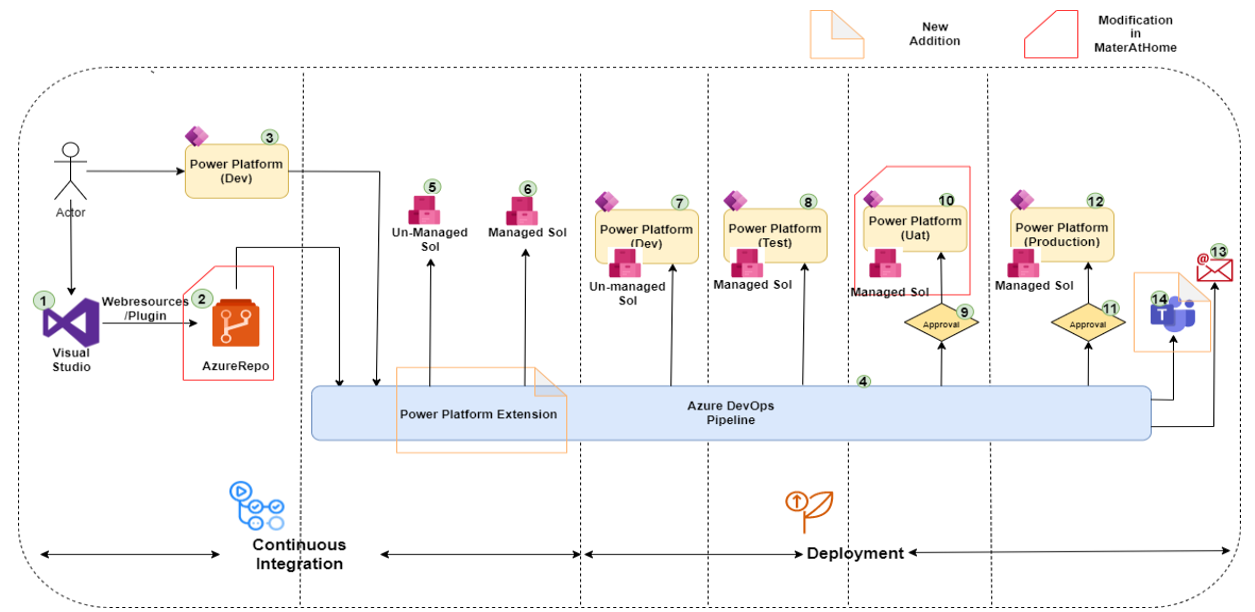 New
Addition
Modification
in
MaterAtHome
3
Power Platform
(Dev)
Actor
1
Visual
Studio
Webresources
/Plugin
2
AzureRepo
5
Un-Managed
Sol
6
Managed Sol
7
Power Platform
(Dev)
Un-managed
Sol
8
Power Platform
(Test)
Managed Sol
10
Power Platform
(Uat)
Managed Sol
9
Approval
12
Power Platform
(Production)
Managed Sol
11
Approval
@
13
14
T
4
Power Platform Extension
Azure DevOps
Pipeline
Continuous
Integration
Deployment